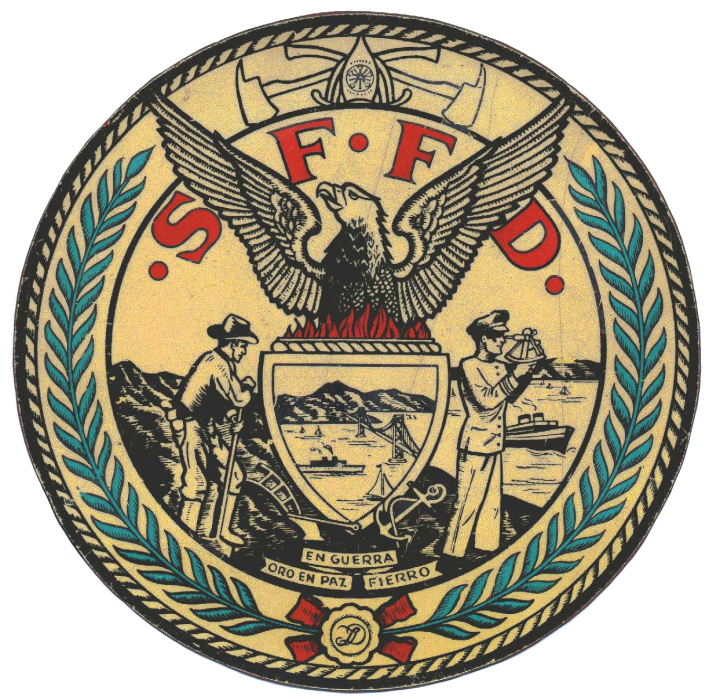 · S F · F D ·
EN GUERRA
ORO EN PAZ FIERRO